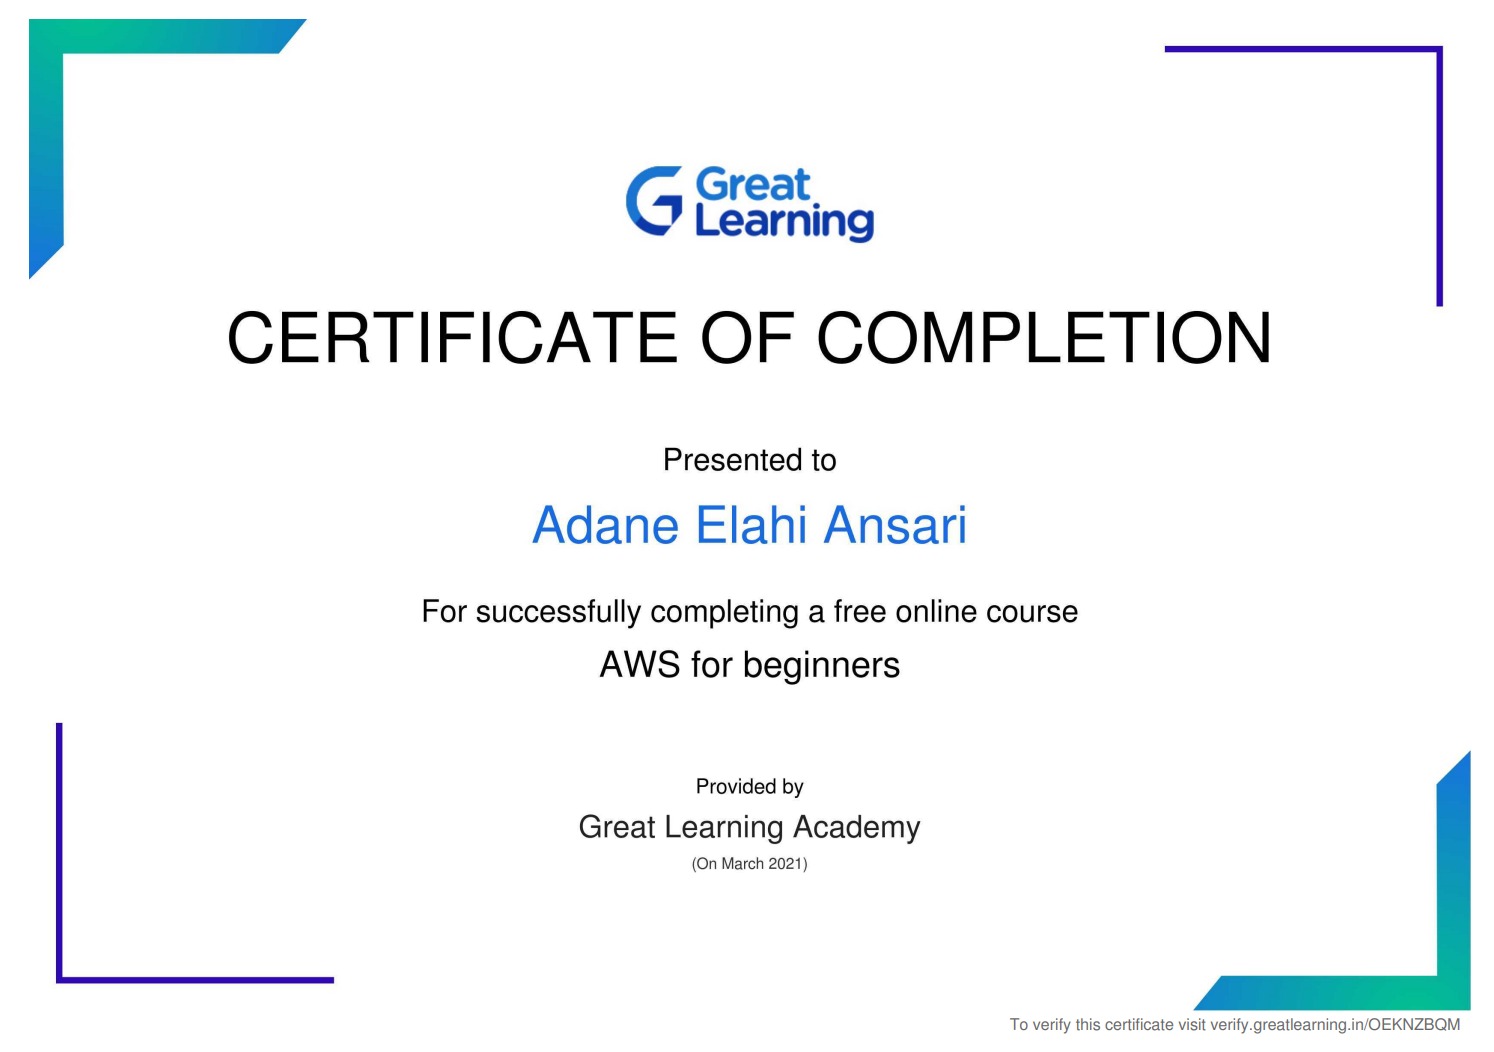 Great
Learning
CERTIFICATE OF COMPLETION
Presented to
Adane Elahi Ansari
For successfully completing a free online course
AWS for beginners
Provided by
Great Learning Academy
(On March 2021)
To verify this certificate visit verify.greatlearning.in/OEKNZBQM